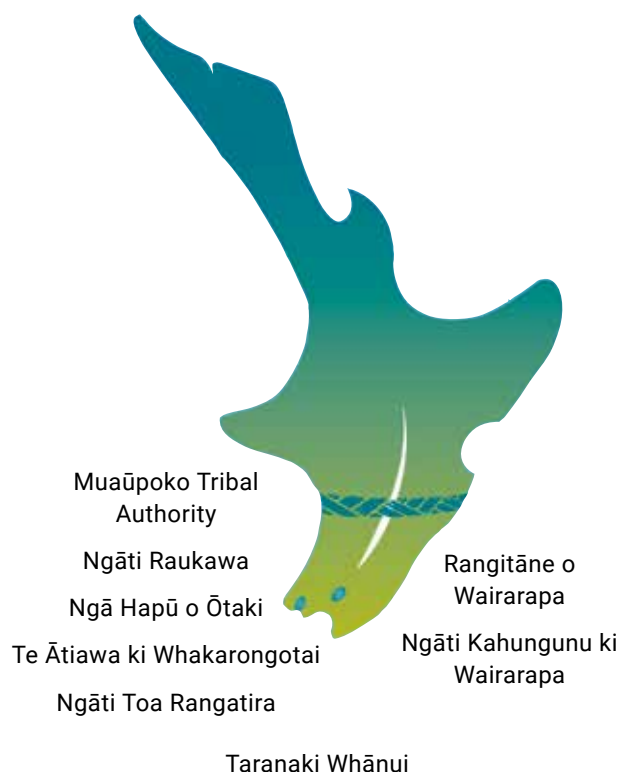 Muaūpoko Tribal
Authority
Ngāti Raukawa
Ngā Hapū o Ōtaki
Te Ātiawa ki Whakarongotai
Ngāti Toa Rangatira
Rangitāne o
Wairarapa
Ngāti Kahungunu ki
Wairarapa
Taranaki Whānui